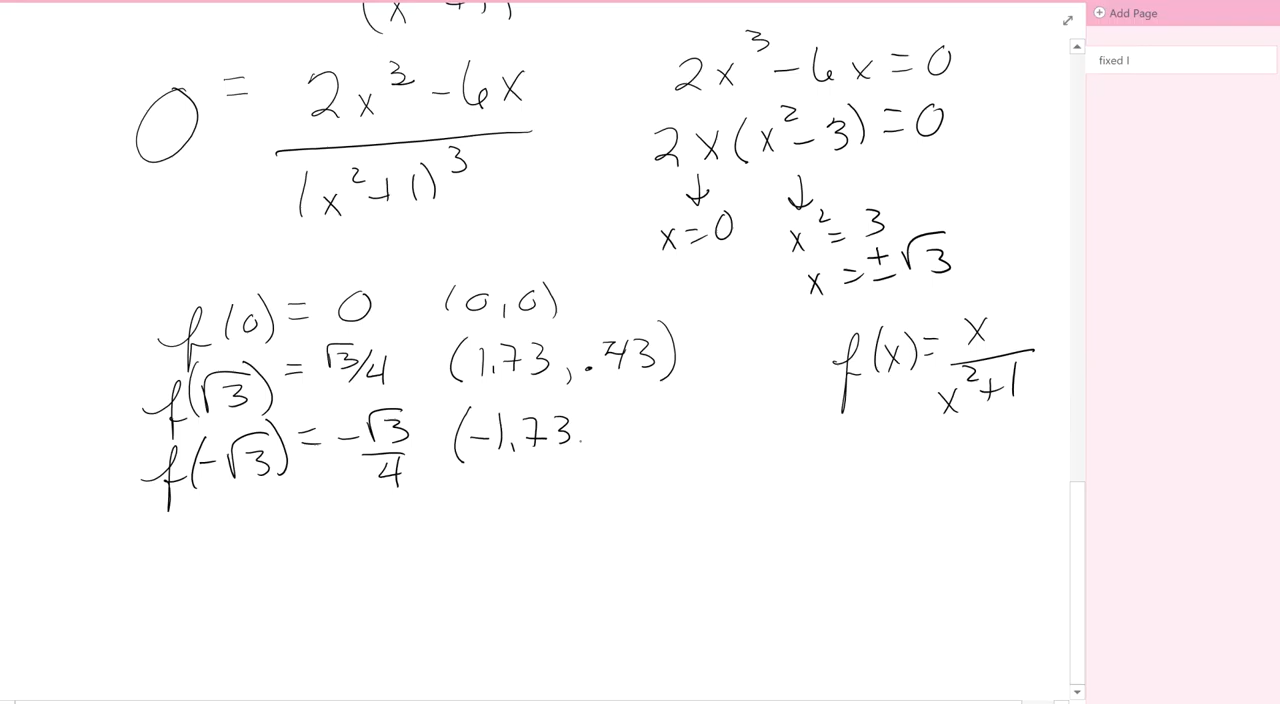 0 = (2x³ - 6x) / (x²+1)³
2x³ - 6x = 0
2x(x² - 3) = 0
↓ ↓
x = 0 x² = 3
x = ±√3
f(0) = 0 (0,0)
f(√3) = √3/4 (1.73, .43)
f(-√3) = -√3/4 (-1.73,
f(x) = x / (x²+1)
Add Page
fixed I